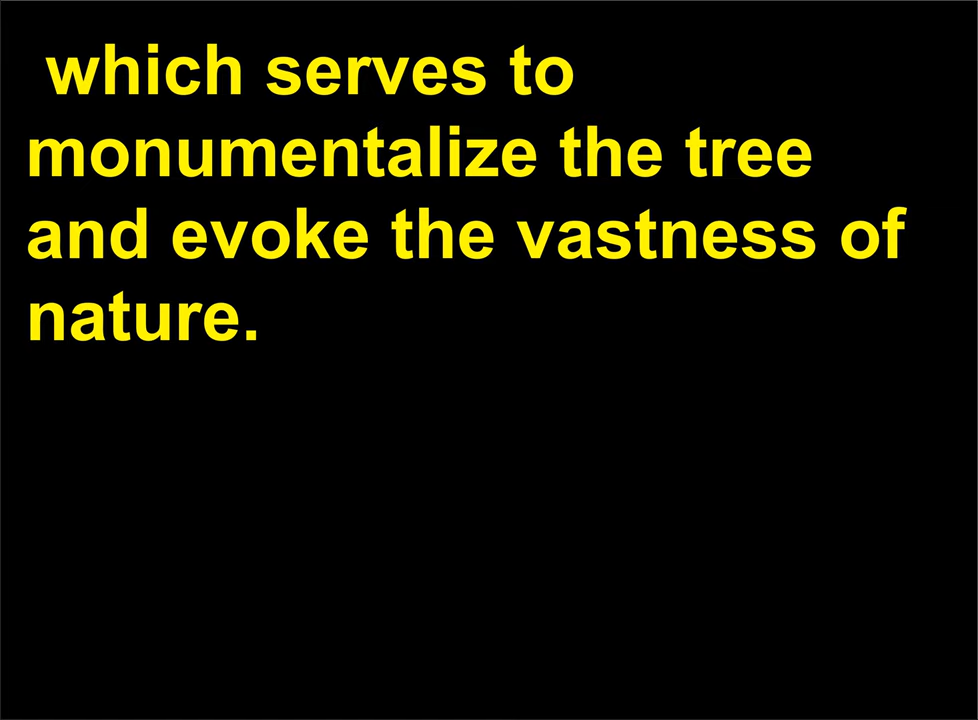 which serves to
monumentalize the tree
and evoke the vastness of
nature.